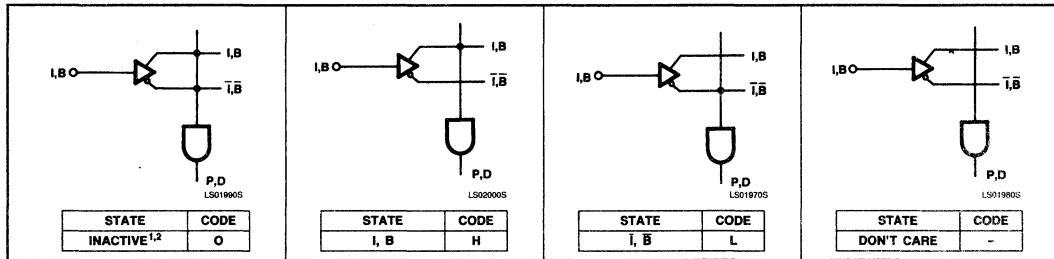 I,B
I,B
I̅,B̅
P,D
LS01990S
STATE CODE
INACTIVE1,2 O
I,B
I,B
I̅,B̅
P,D
LS02000S
STATE CODE
I, B H
I,B
I,B
I̅,B̅
P,D
LS01970S
STATE CODE
I̅, B̅ L
I,B
I,B
I̅,B̅
P,D
LS01980S
STATE CODE
DON'T CARE –